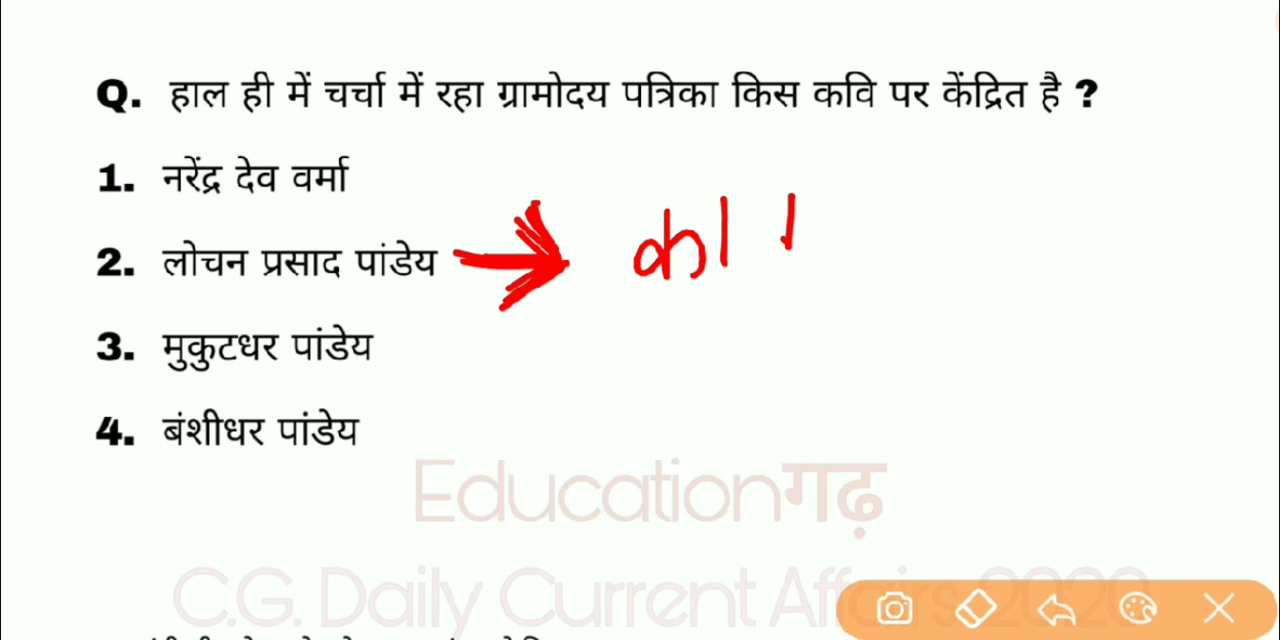 Q. हाल ही में चर्चा में रहा ग्रामोदय पत्रिका किस कवि पर केंद्रित है ?
1. नरेंद्र देव वर्मा
2. लोचन प्रसाद पांडेय
का
3. मुकुटधर पांडेय
4. बंशीधर पांडेय
Educationगढ़
C.G. Daily Current Affairs 2020